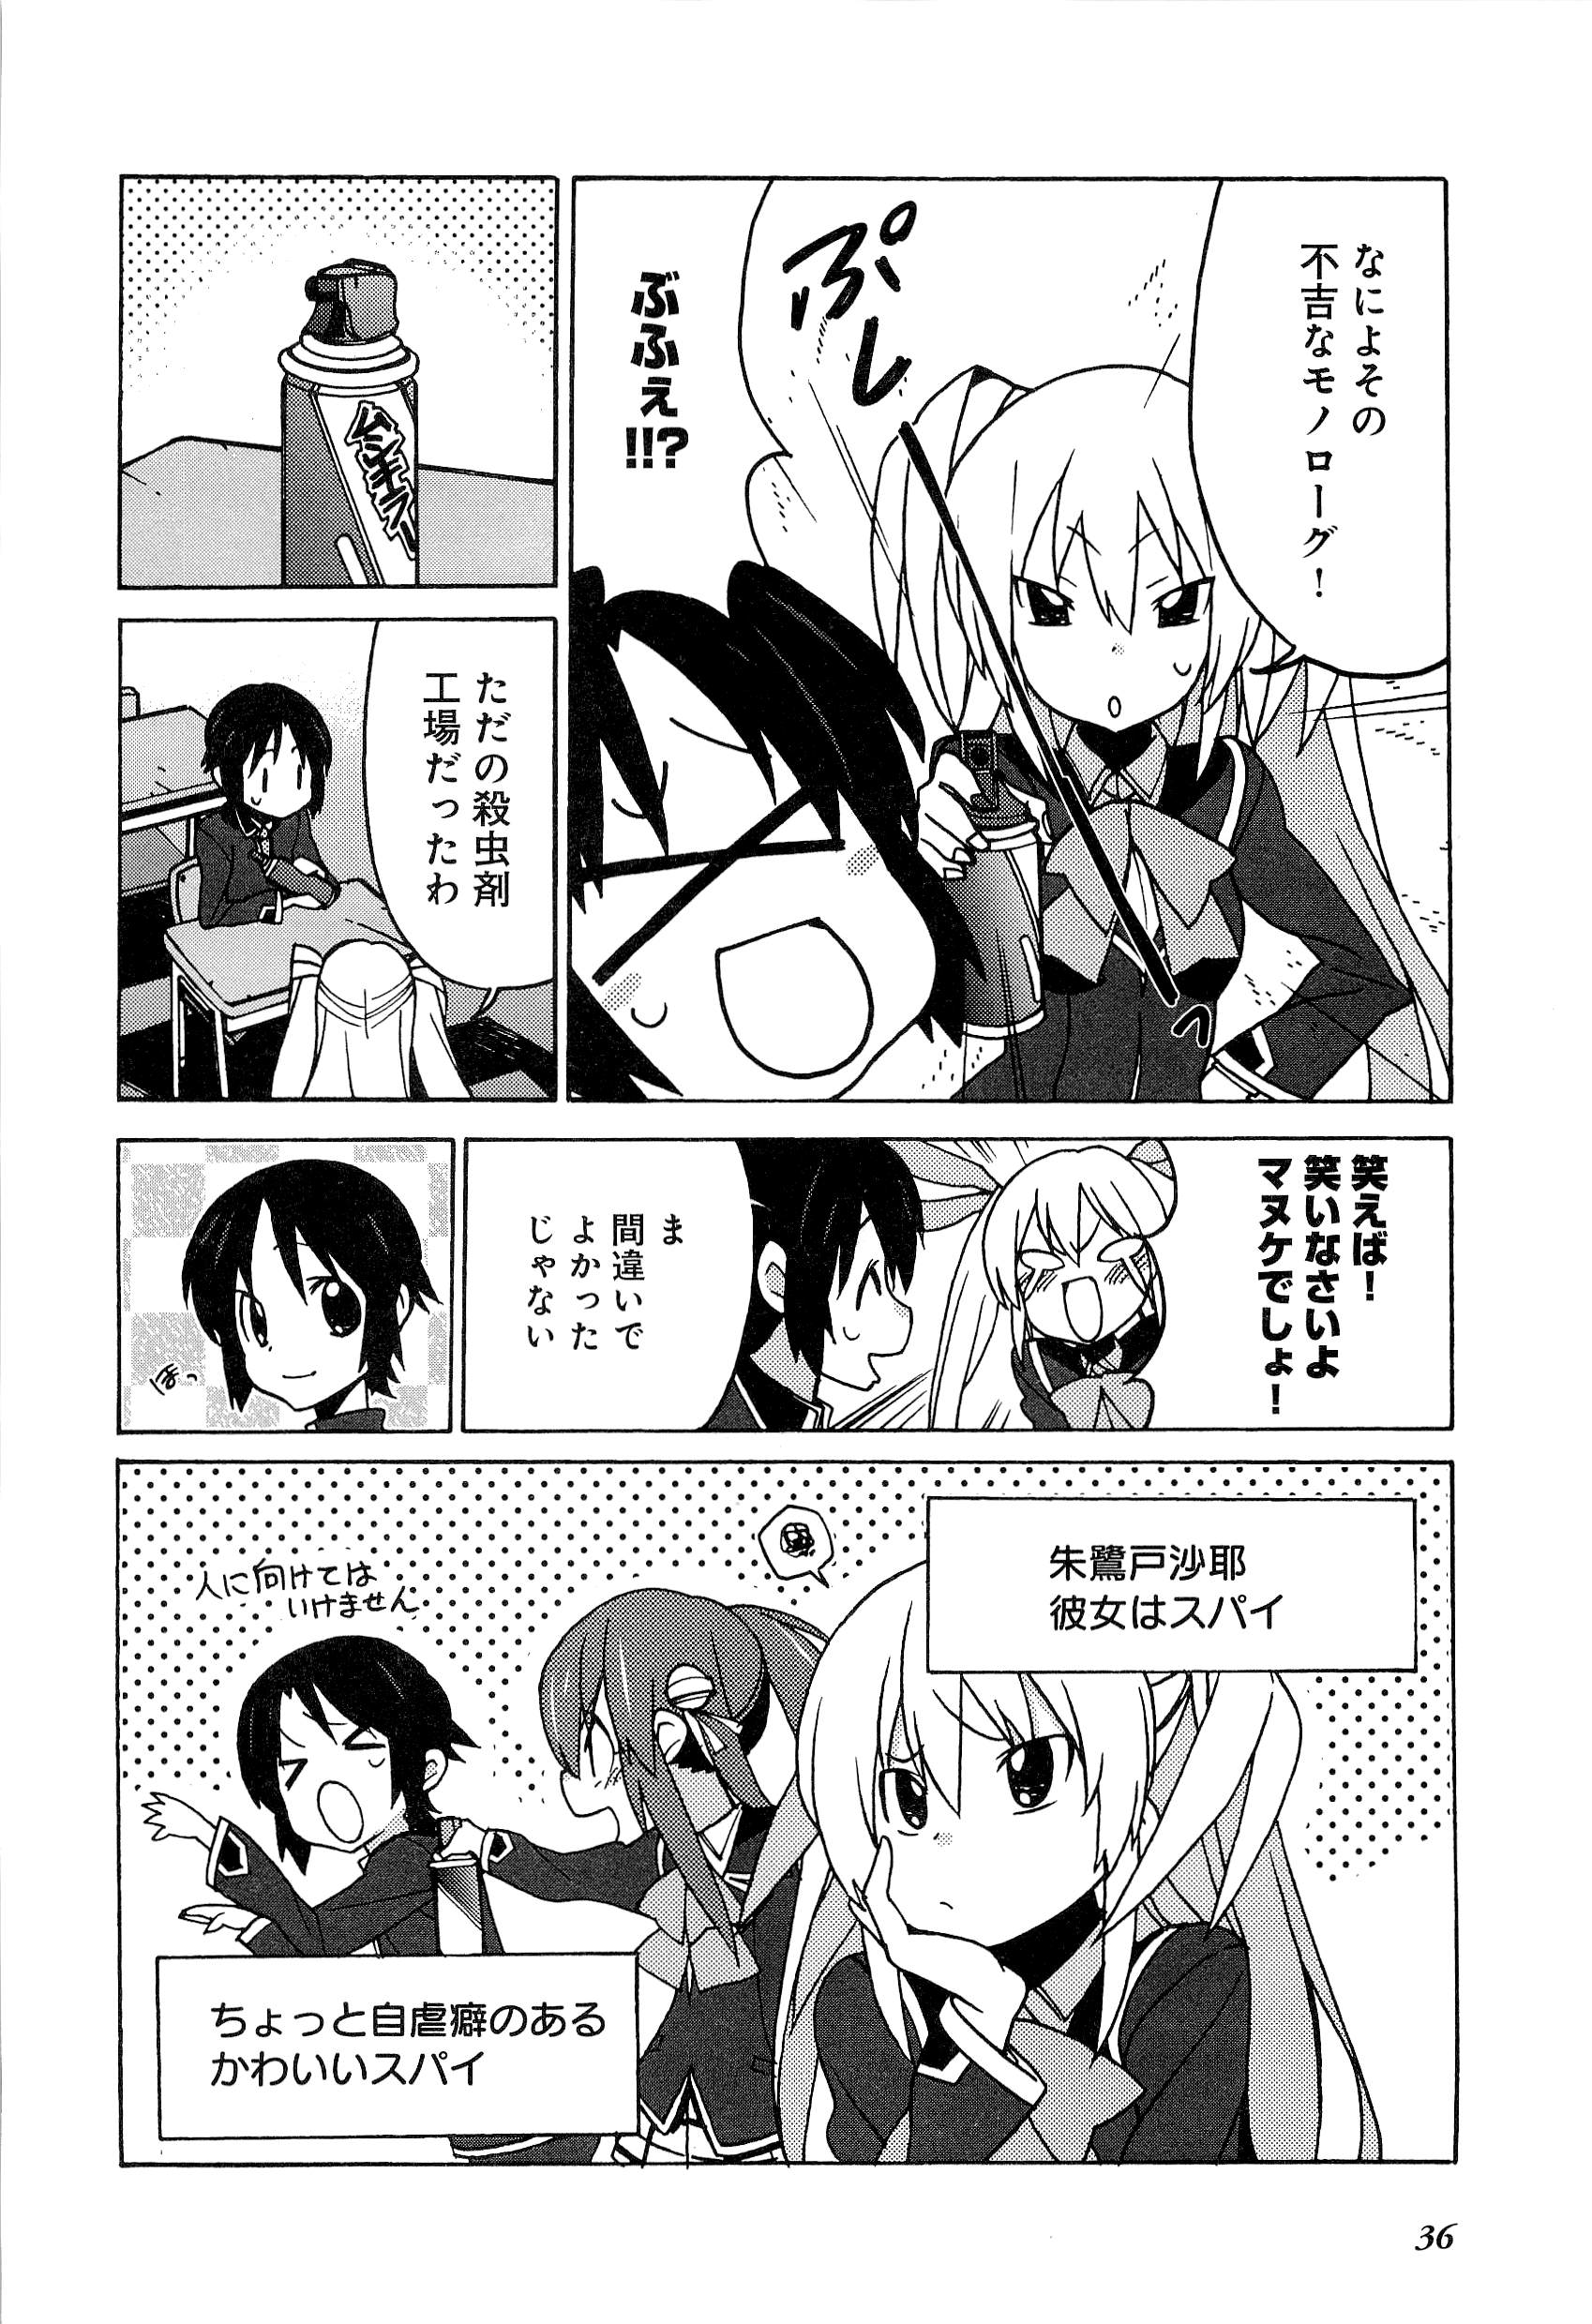 なによその
不吉なモノローグ！
ぷしっ
ぶふぇ!!?
ムシキエラー
ただの殺虫剤
工場だったわ
笑えば！
笑いなさいよ
マヌケでしょ！
ま
間違いで
よかった
じゃない
ほっ
朱鷺戸沙耶
彼女はスパイ
人に向けては
いけません
ちょっと自虐癖のある
かわいいスパイ
36